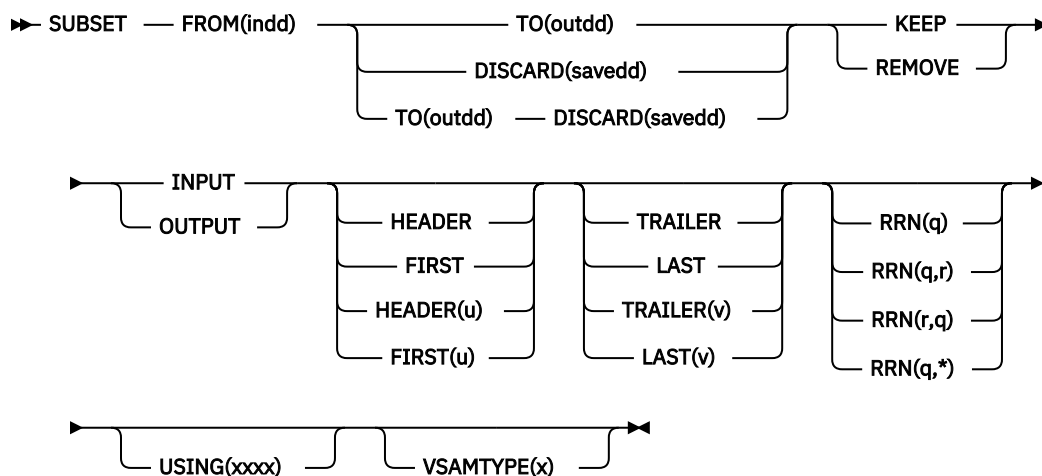 SUBSET FROM(indd) TO(outdd) KEEP
DISCARD(savedd) REMOVE
TO(outdd) DISCARD(savedd)
INPUT
OUTPUT HEADER TRAILER RRN(q)
FIRST LAST RRN(q,r)
HEADER(u) TRAILER(v) RRN(r,q)
FIRST(u) LAST(v) RRN(q,*)
USING(xxxx) VSAMTYPE(x)